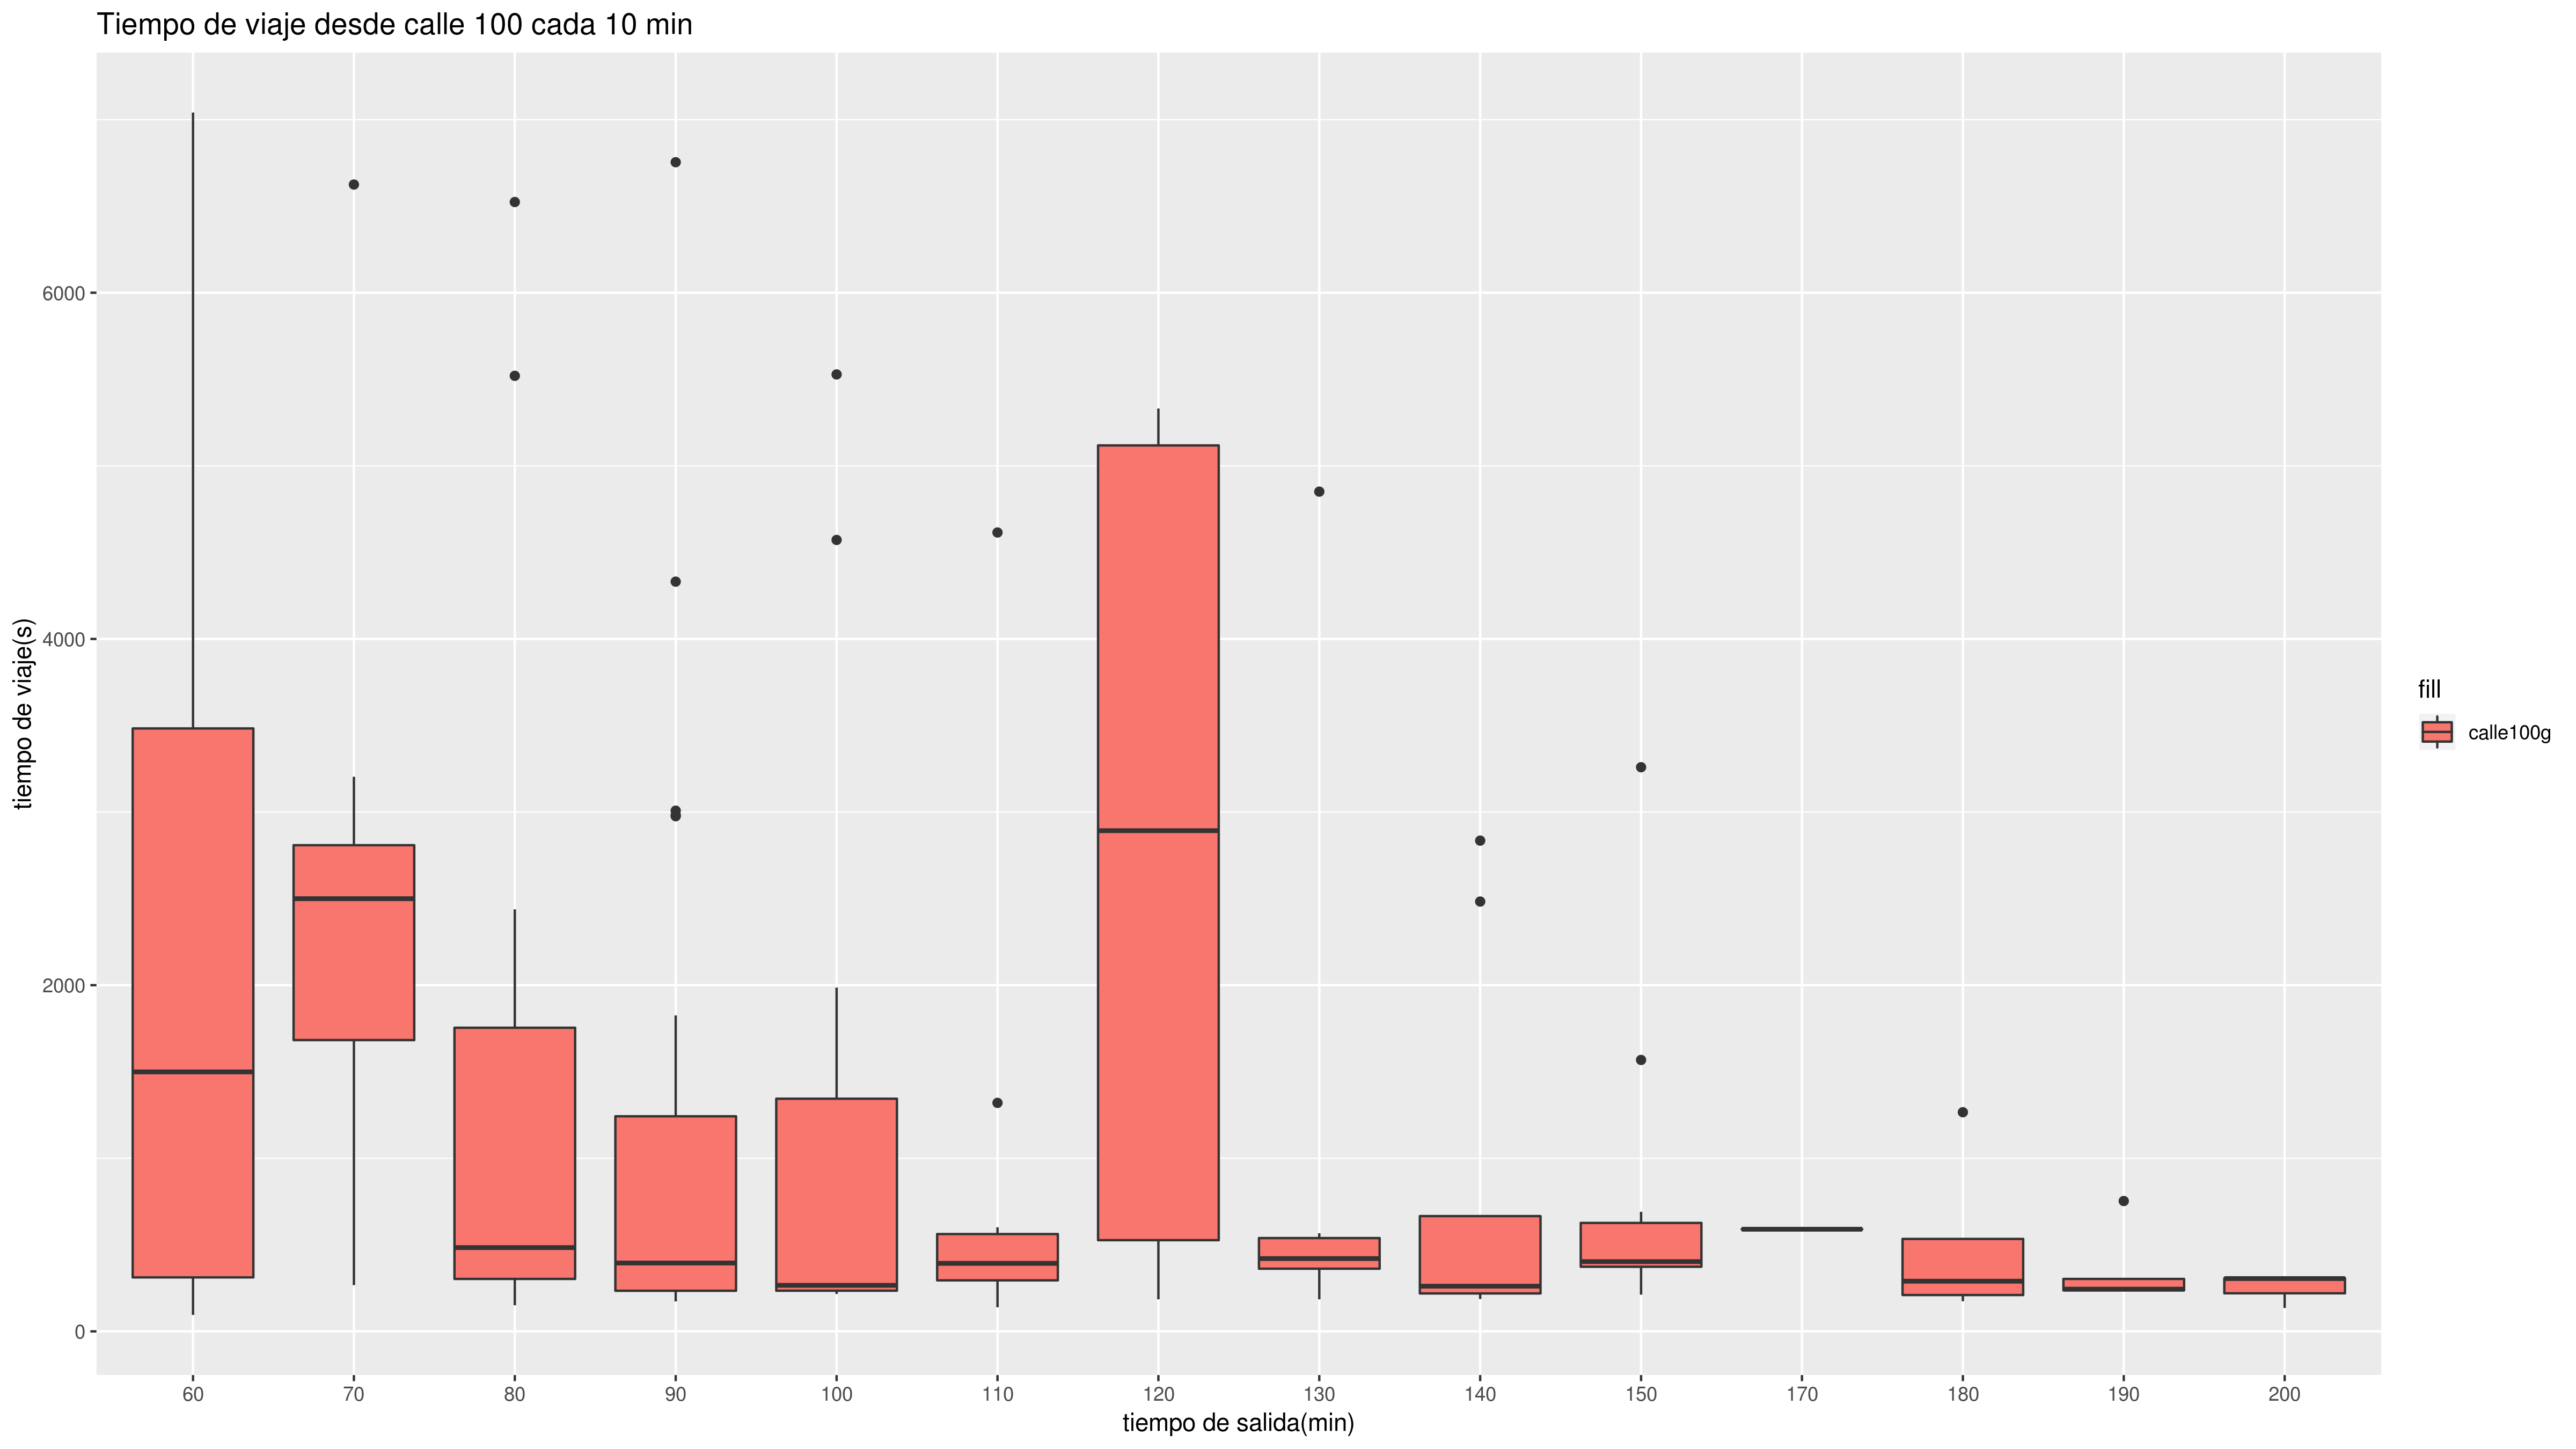 Tiempo de viaje desde calle 100 cada 10 min
tiempo de viaje(s)
6000
4000
2000
0
60 70 80 90 100 110 120 130 140 150 170 180 190 200
tiempo de salida(min)
fill
calle100g